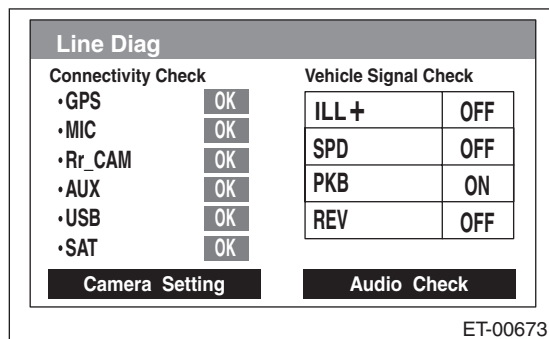 Line Diag
Connectivity Check
・GPS OK
・MIC OK
・Rr_CAM OK
・AUX OK
・USB OK
・SAT OK
Camera Setting
Vehicle Signal Check
ILL+ OFF
SPD OFF
PKB ON
REV OFF
Audio Check
ET-00673